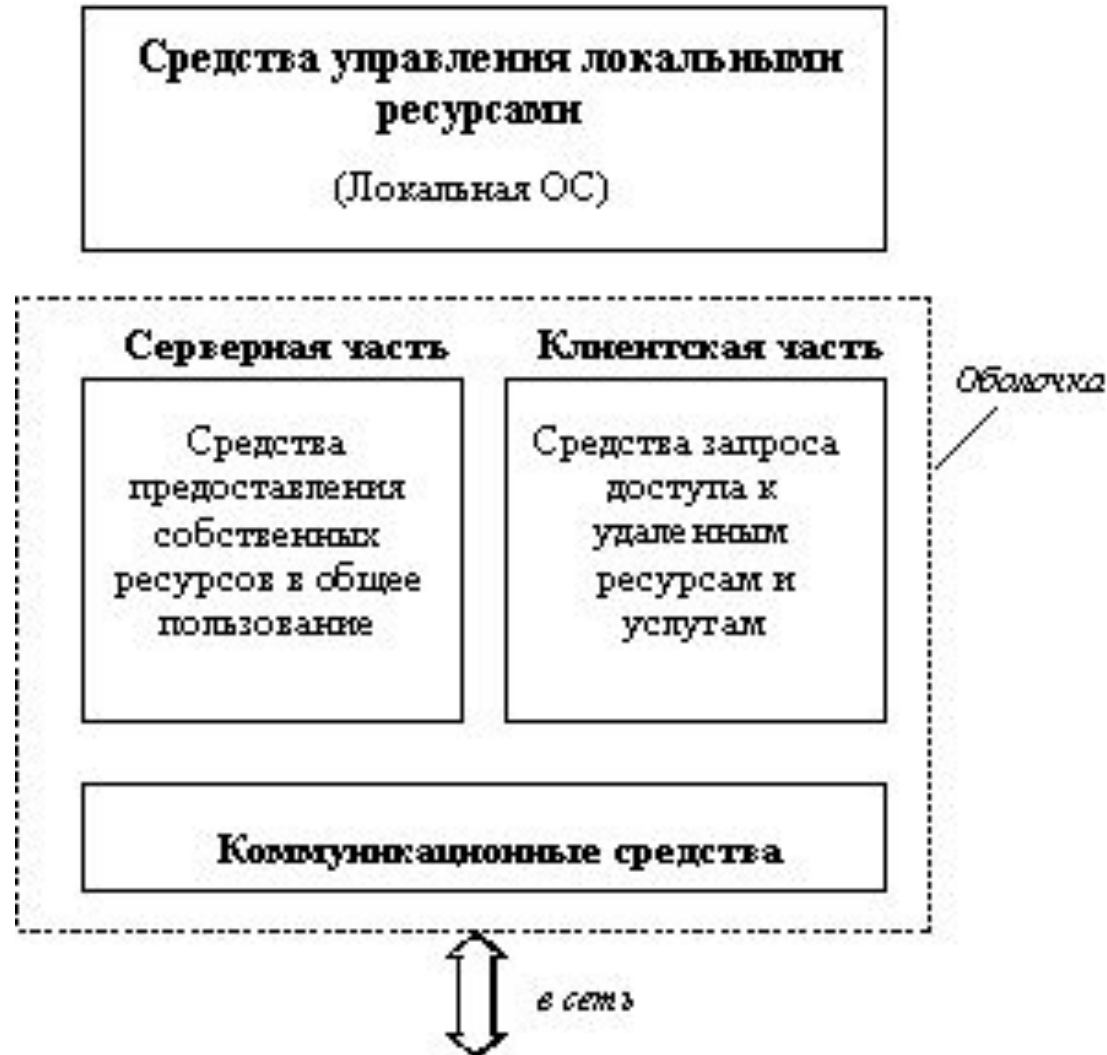 Средства управления локальными
ресурсами
(Локальная ОС)
Серверная часть
Клиентская часть
Оболочка
Средства
предоставления
собственных
ресурсов в общее
пользование
Средства запроса
доступа к
удаленным
ресурсам и
услугам
Коммуникационные средства
в сеть